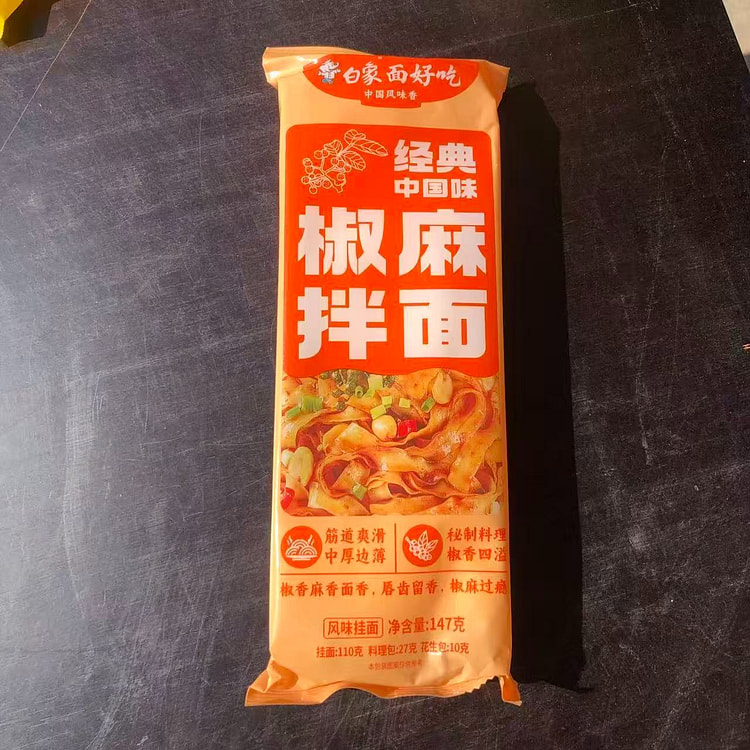 白象 面好吃
中国风味香
经典
中国味
椒麻
拌面
筋道爽滑
中厚边薄
秘制料理
椒香四溢
椒香麻香面香，唇齿留香，椒麻过瘾
风味挂面 净含量:147克
挂面:110克 料理包:27克 花生包:10克